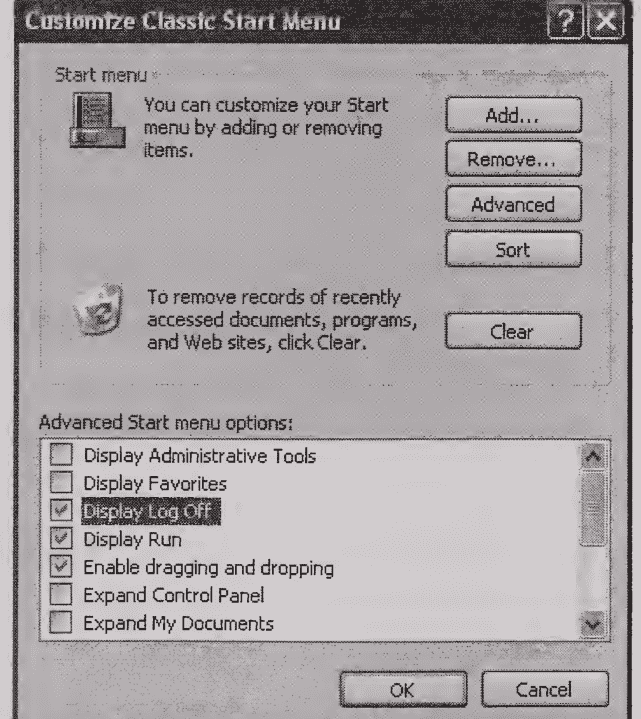 Customize Classic Start Menu
Start menu
You can customize your Start
menu by adding or removing
items.
Add...
Remove...
Advanced
Sort
To remove records of recently
accessed documents, programs,
and Web sites, click Clear.
Clear
Advanced Start menu options:
Display Administrative Tools
Display Favorites
Display Log Off
Display Run
Enable dragging and dropping
Expand Control Panel
Expand My Documents
OK
Cancel